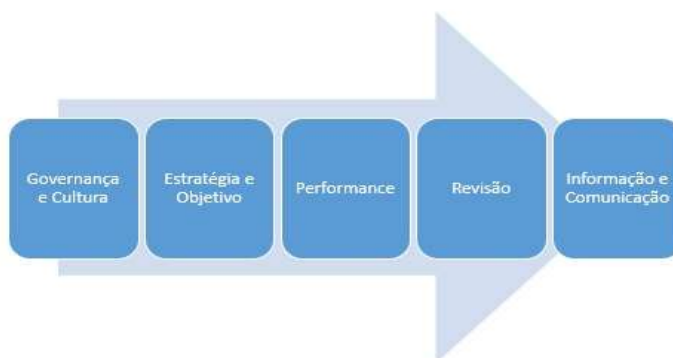 Governança
e Cultura
Estratégia e
Objetivo
Performance
Revisão
Informação e
Comunicação